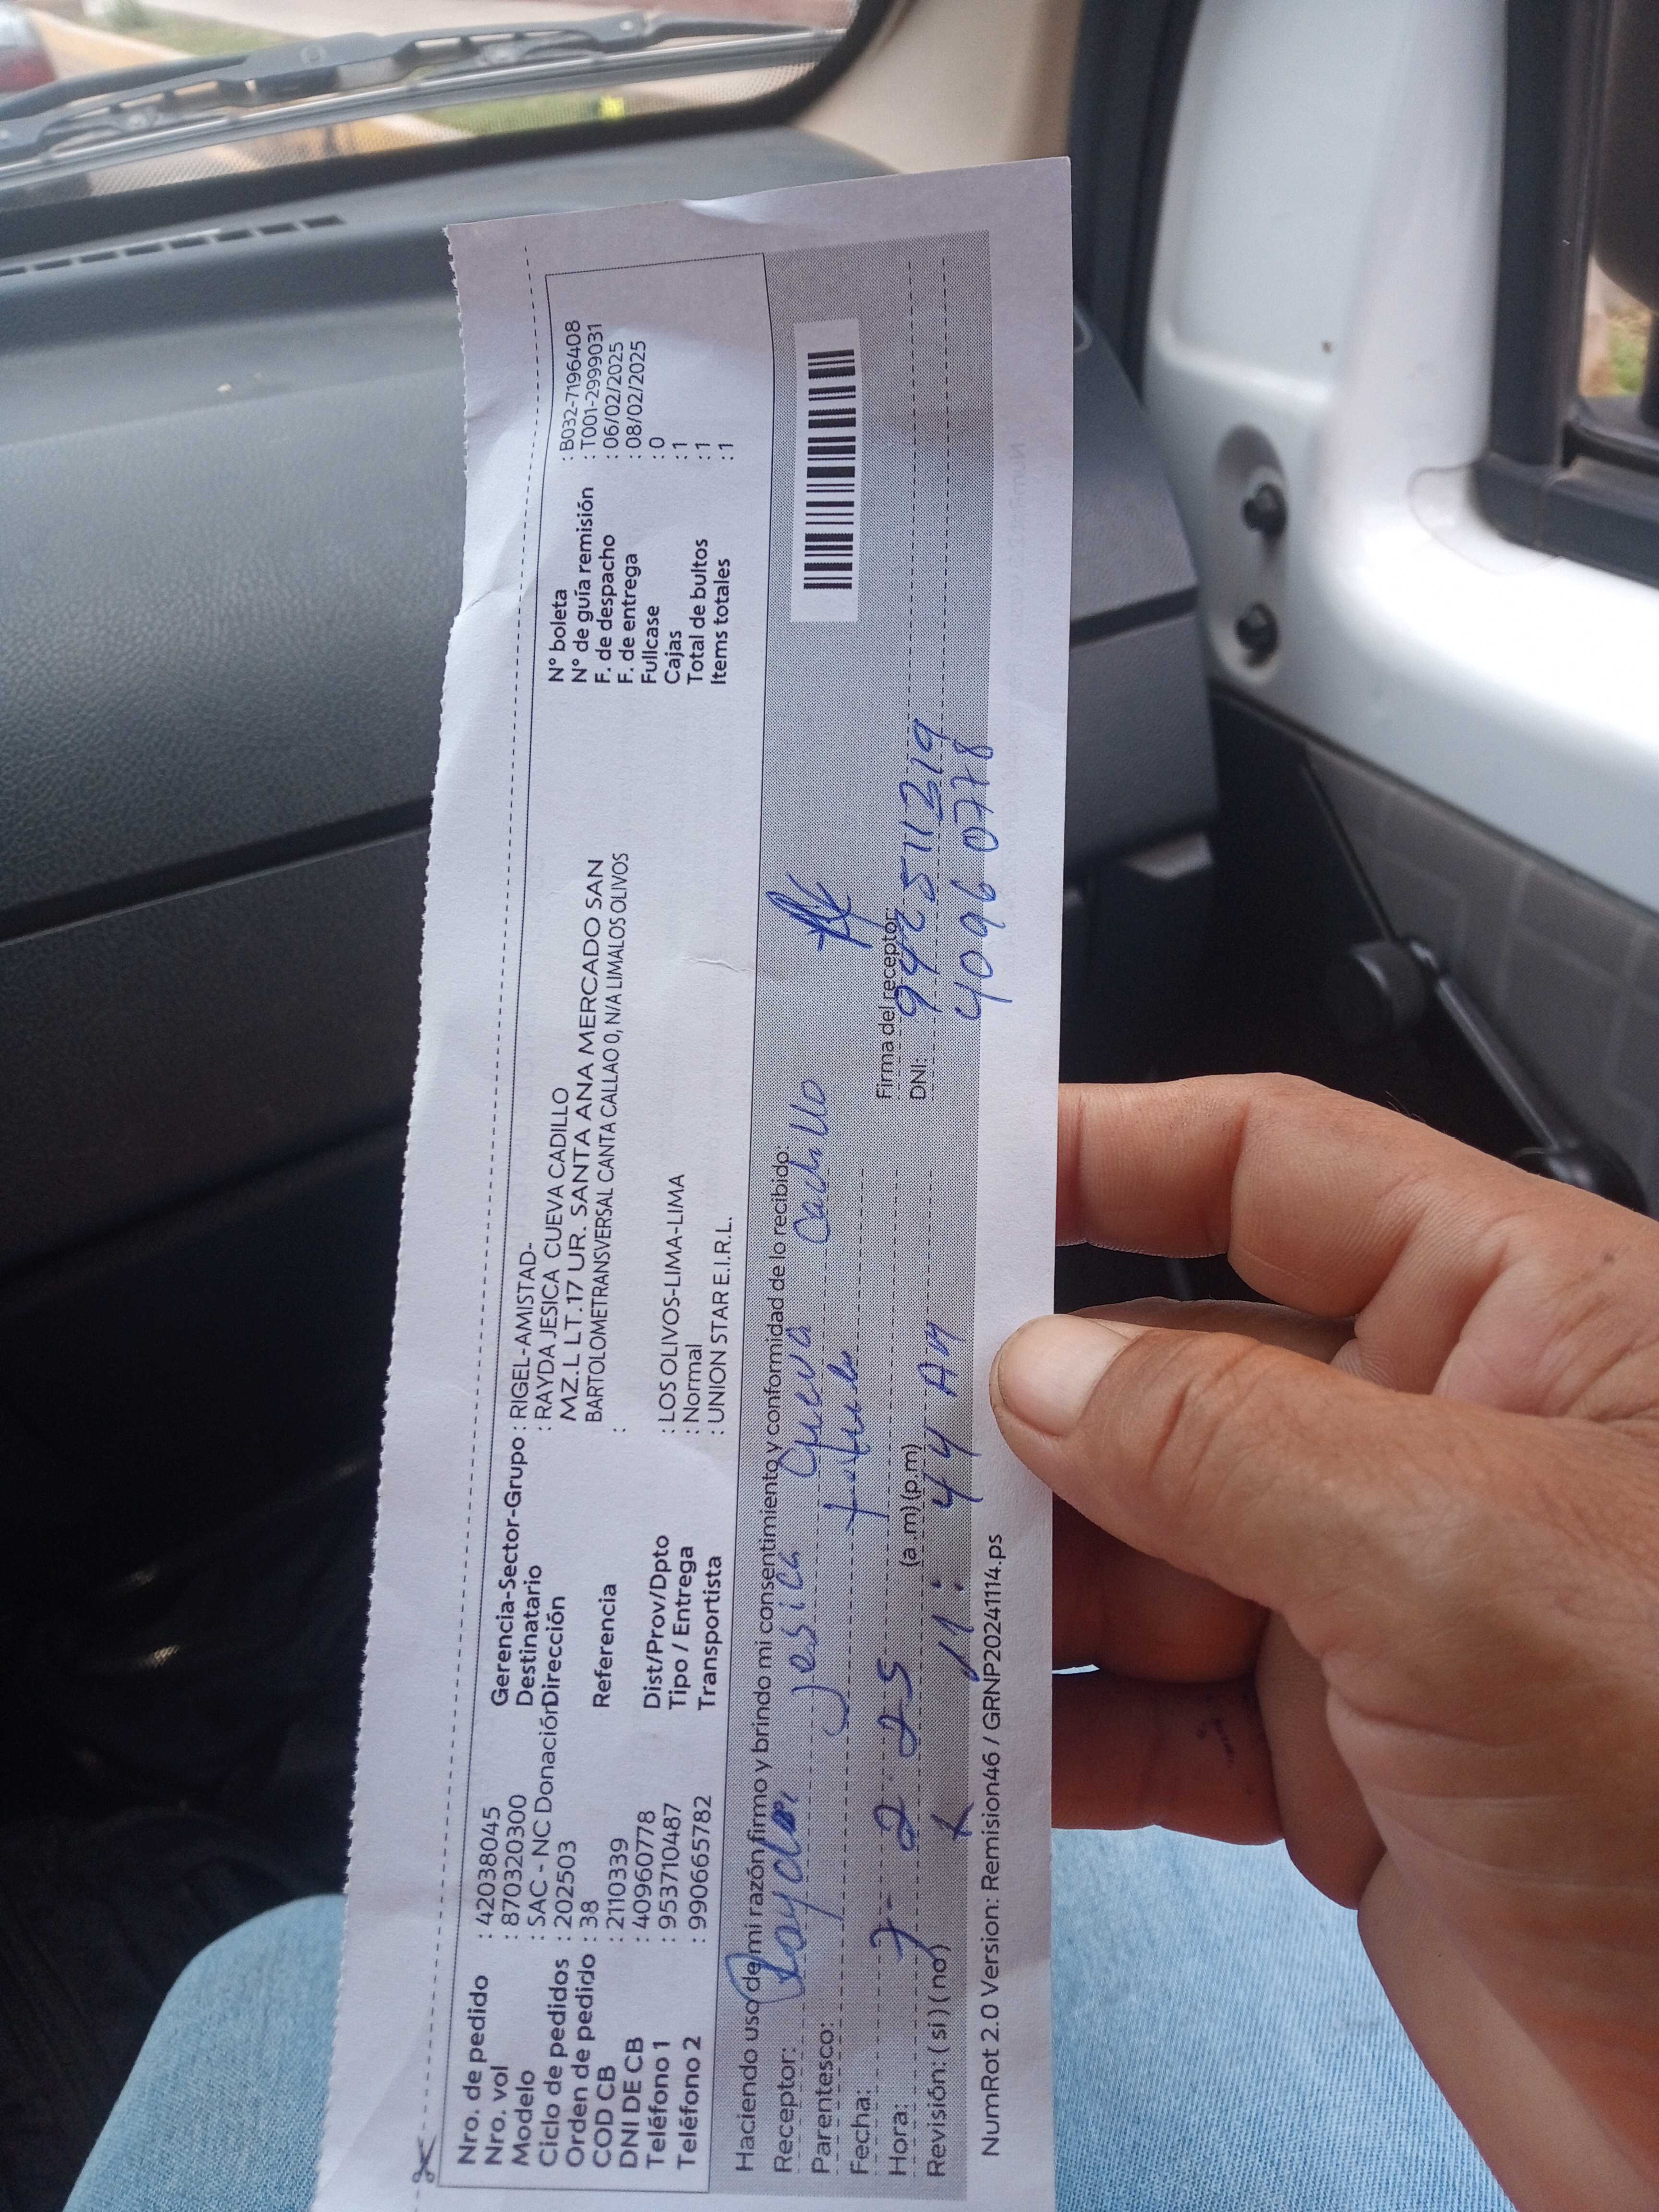 Nro. de pedido : 42038045
Nro. vol : 870320300
Modelo : SAC - NC Donación
Ciclo de pedidos : 202503
Orden de pedido : 38
COD CB : 2110339
DNI DE CB : 40960778
Teléfono 1 : 953710487
Teléfono 2 : 990665782
Gerencia-Sector-Grupo : RIGEL-AMISTAD-
Destinatario : RAYDA JESICA CUEVA CADILLO
Dirección MZ.L LT.17 UR. SANTA ANA MERCADO SAN
BARTOLOMETRANSVERSAL CANTA CALLAO 0, N/A LIMALOS OLIVOS
Referencia :
Dist/Prov/Dpto : LOS OLIVOS-LIMA-LIMA
Tipo / Entrega : Normal
Transportista : UNION STAR E.I.R.L.
N° boleta : B032-7196408
N° de guía remisión : T001-2999031
F. de despacho : 06/02/2025
F. de entrega : 08/02/2025
Fullcase : 0
Cajas : 1
Total de bultos : 1
Items totales : 1
Haciendo uso de mi razón firmo y brindo mi consentimiento y conformidad de lo recibido:
Receptor: Rayda Jesica Cueva Cadillo
Parentesco: titular
Fecha: 7-2-25
Firma del receptor:
942511219
Hora: 11:44 AM (a.m) (p.m)
DNI: 40960778
Revisión: ( si ) ( no )
NumRot 2.0 Version: Remision46 / GRNP20241114.ps